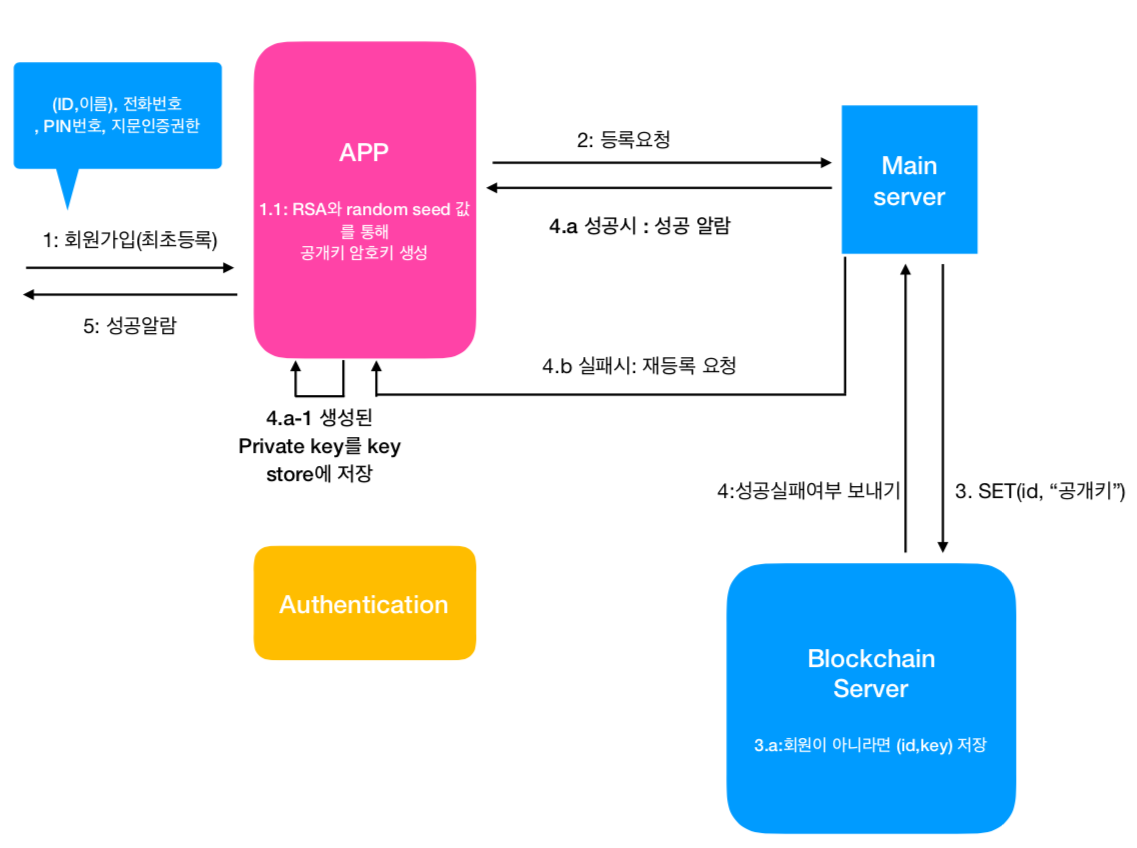 (ID,이름), 전화번호
, PIN번호, 지문인증권한
1: 회원가입(최초등록)
5: 성공알람
APP
1.1: RSA와 random seed 값
를 통해
공개키 암호키 생성
2: 등록요청
4.a 성공시 : 성공 알람
Main
server
4.b 실패시: 재등록 요청
4.a-1 생성된
Private key를 key
store에 저장
4:성공실패여부 보내기
3. SET(id, “공개키”)
Authentication
Blockchain
Server
3.a:회원이 아니라면 (id,key) 저장